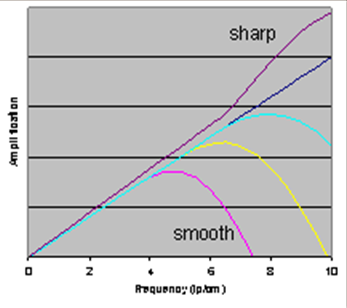 sharp
Amplification
smooth
0 2 4 6 8 10
Frequency (lp/cm)